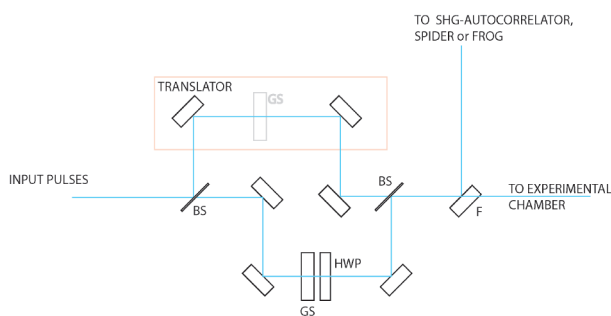 TO SHG-AUTOCORRELATOR,
SPIDER or FROG
TRANSLATOR
GS
INPUT PULSES
BS
BS
F
TO EXPERIMENTAL
CHAMBER
HWP
GS